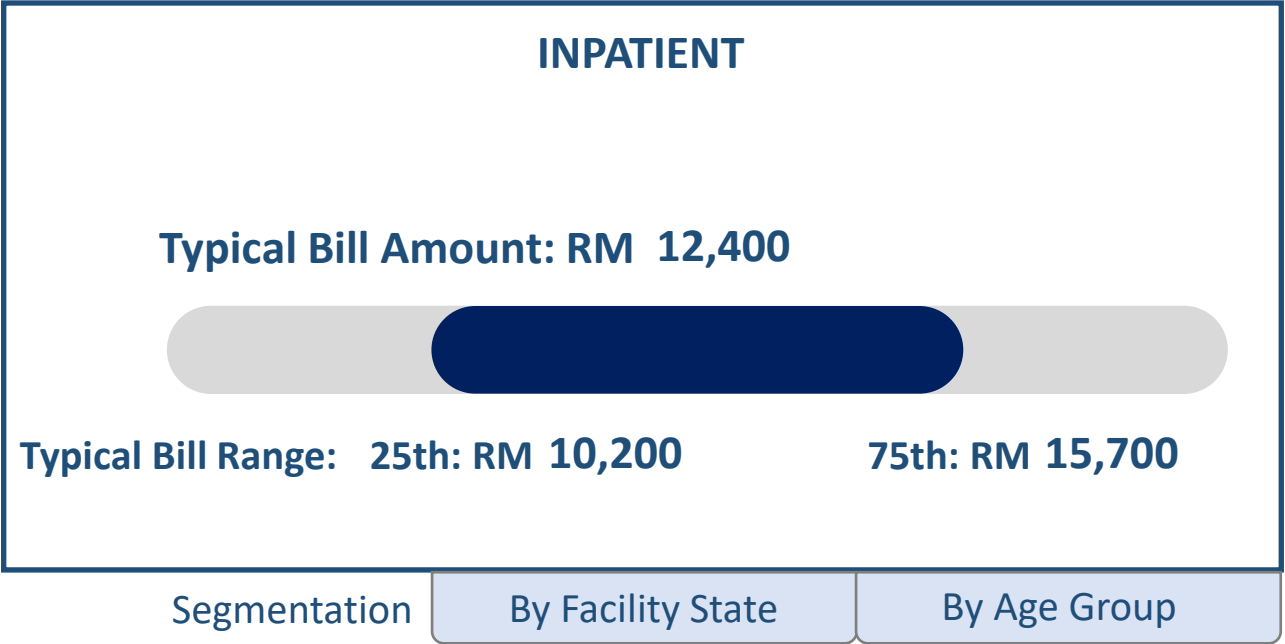 INPATIENT
Typical Bill Amount: RM 12,400
Typical Bill Range: 25th: RM 10,200 75th: RM 15,700
Segmentation By Facility State By Age Group